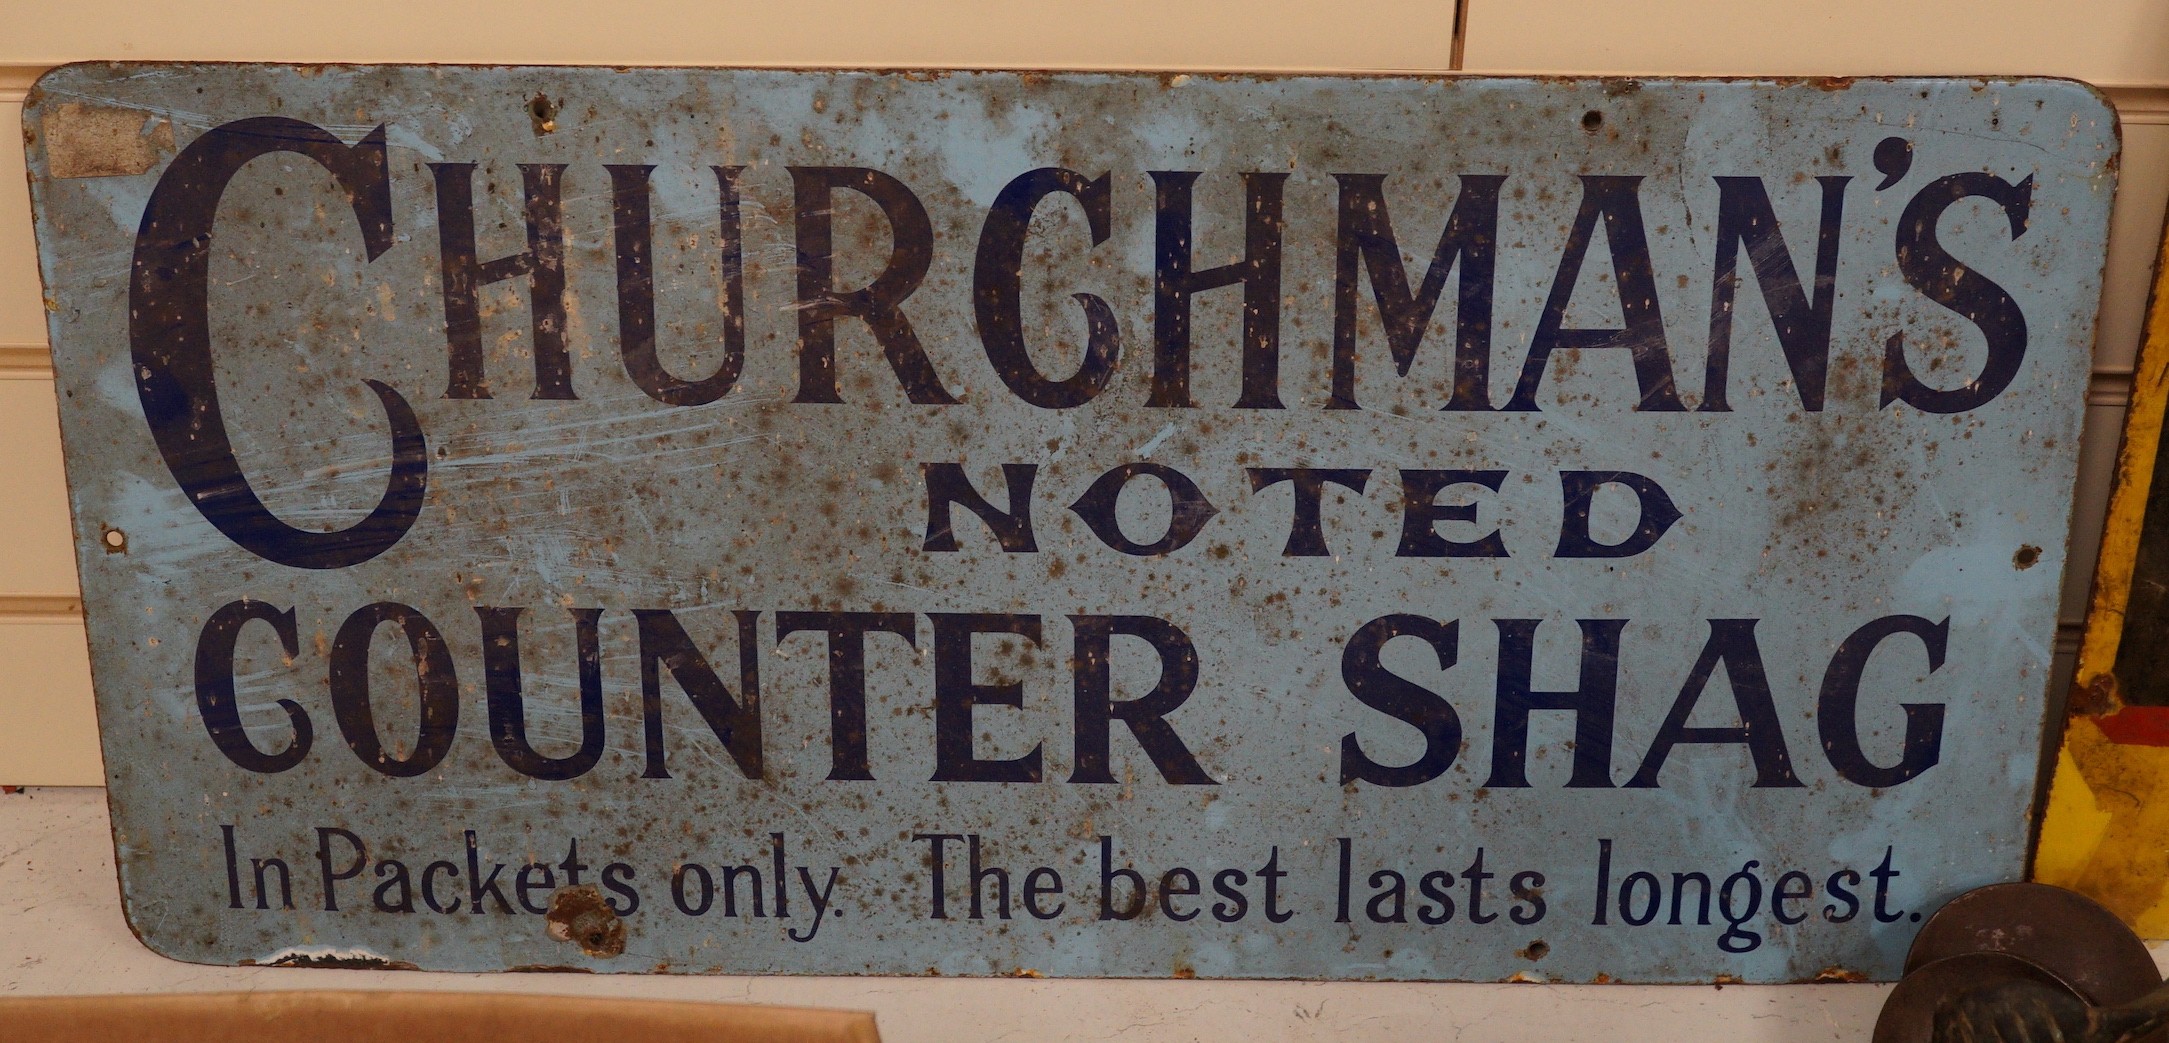 CHURCHMAN'S
NOTED
COUNTER SHAG
In Packets only. The best lasts longest.